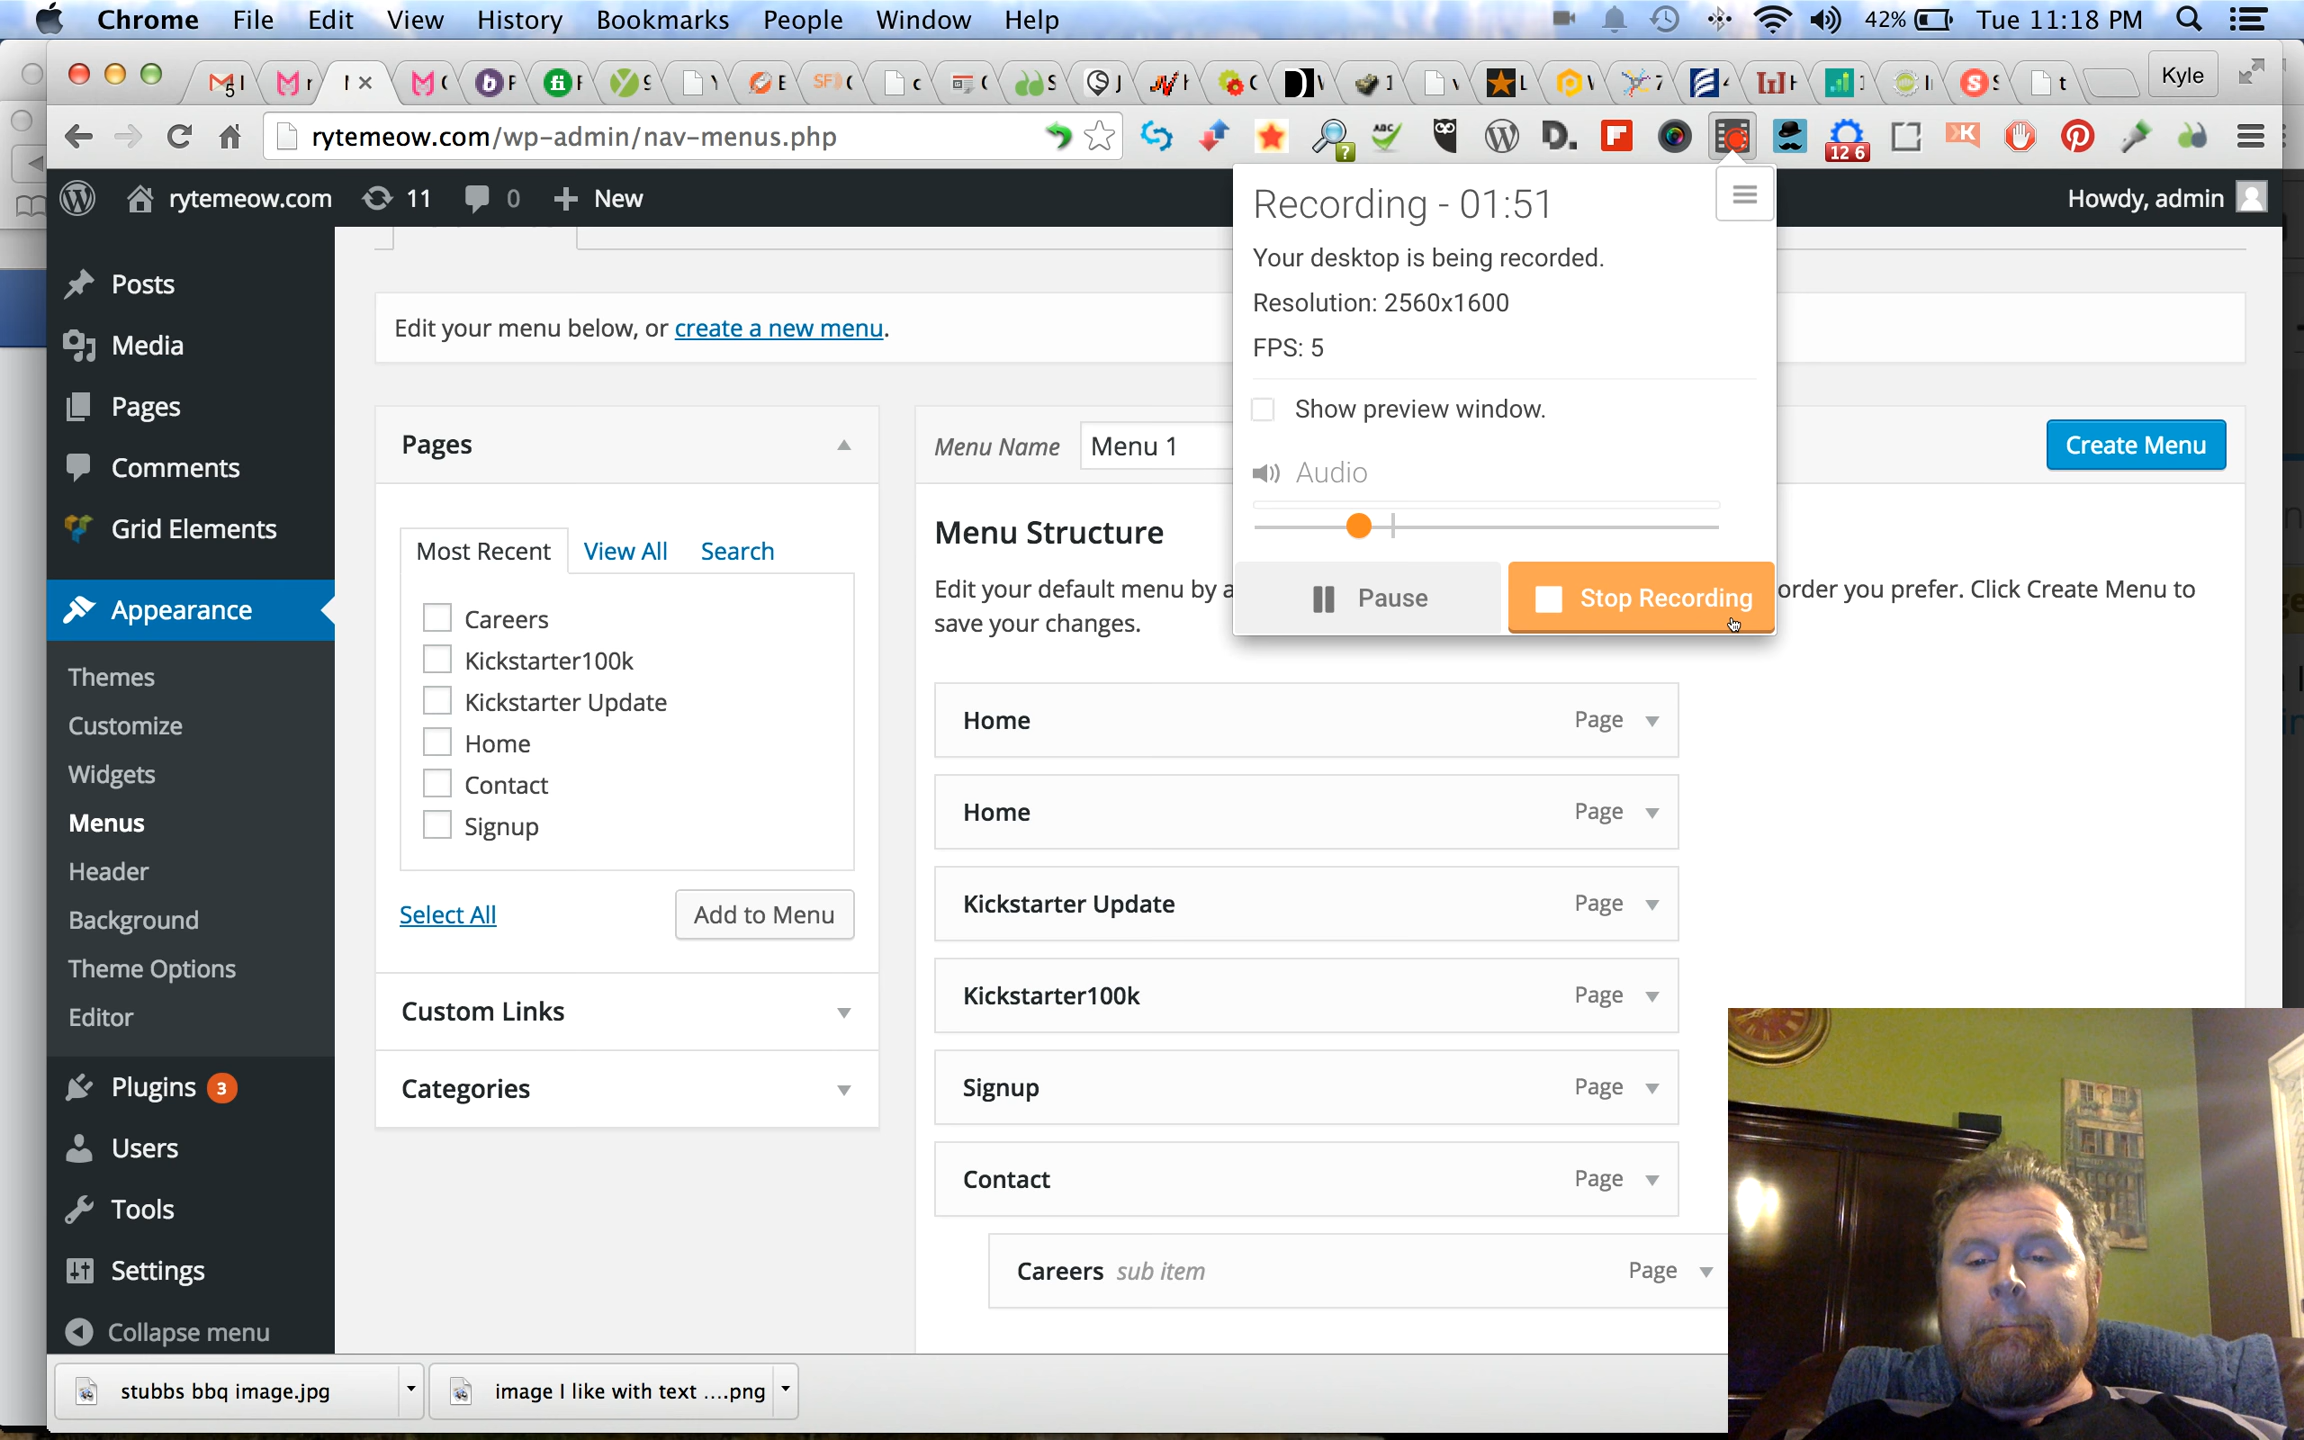 Chrome File Edit View History Bookmarks People Window Help 42% Tue 11:18 PM
Kyle
rytemeow.com/wp-admin/nav-menus.php
ABC
12 6
rytemeow.com 11 0 New
Howdy, admin
Recording - 01:51
Your desktop is being recorded.
Resolution: 2560x1600
FPS: 5
Show preview window.
Audio
Pause
Stop Recording
Posts
Media
Pages
Comments
Grid Elements
Appearance
Themes
Customize
Widgets
Menus
Header
Background
Theme Options
Editor
Plugins 3
Users
Tools
Settings
Collapse menu
Edit your menu below, or create a new menu.
Pages
Most Recent View All Search
Careers
Kickstarter100k
Kickstarter Update
Home
Contact
Signup
Select All
Add to Menu
Custom Links
Categories
Menu Name Menu 1
Create Menu
Menu Structure
Edit your default menu by a order you prefer. Click Create Menu to
save your changes.
Home Page
Home Page
Kickstarter Update Page
Kickstarter100k Page
Signup Page
Contact Page
Careers sub item Page
stubbs bbq image.jpg
image I like with text ....png